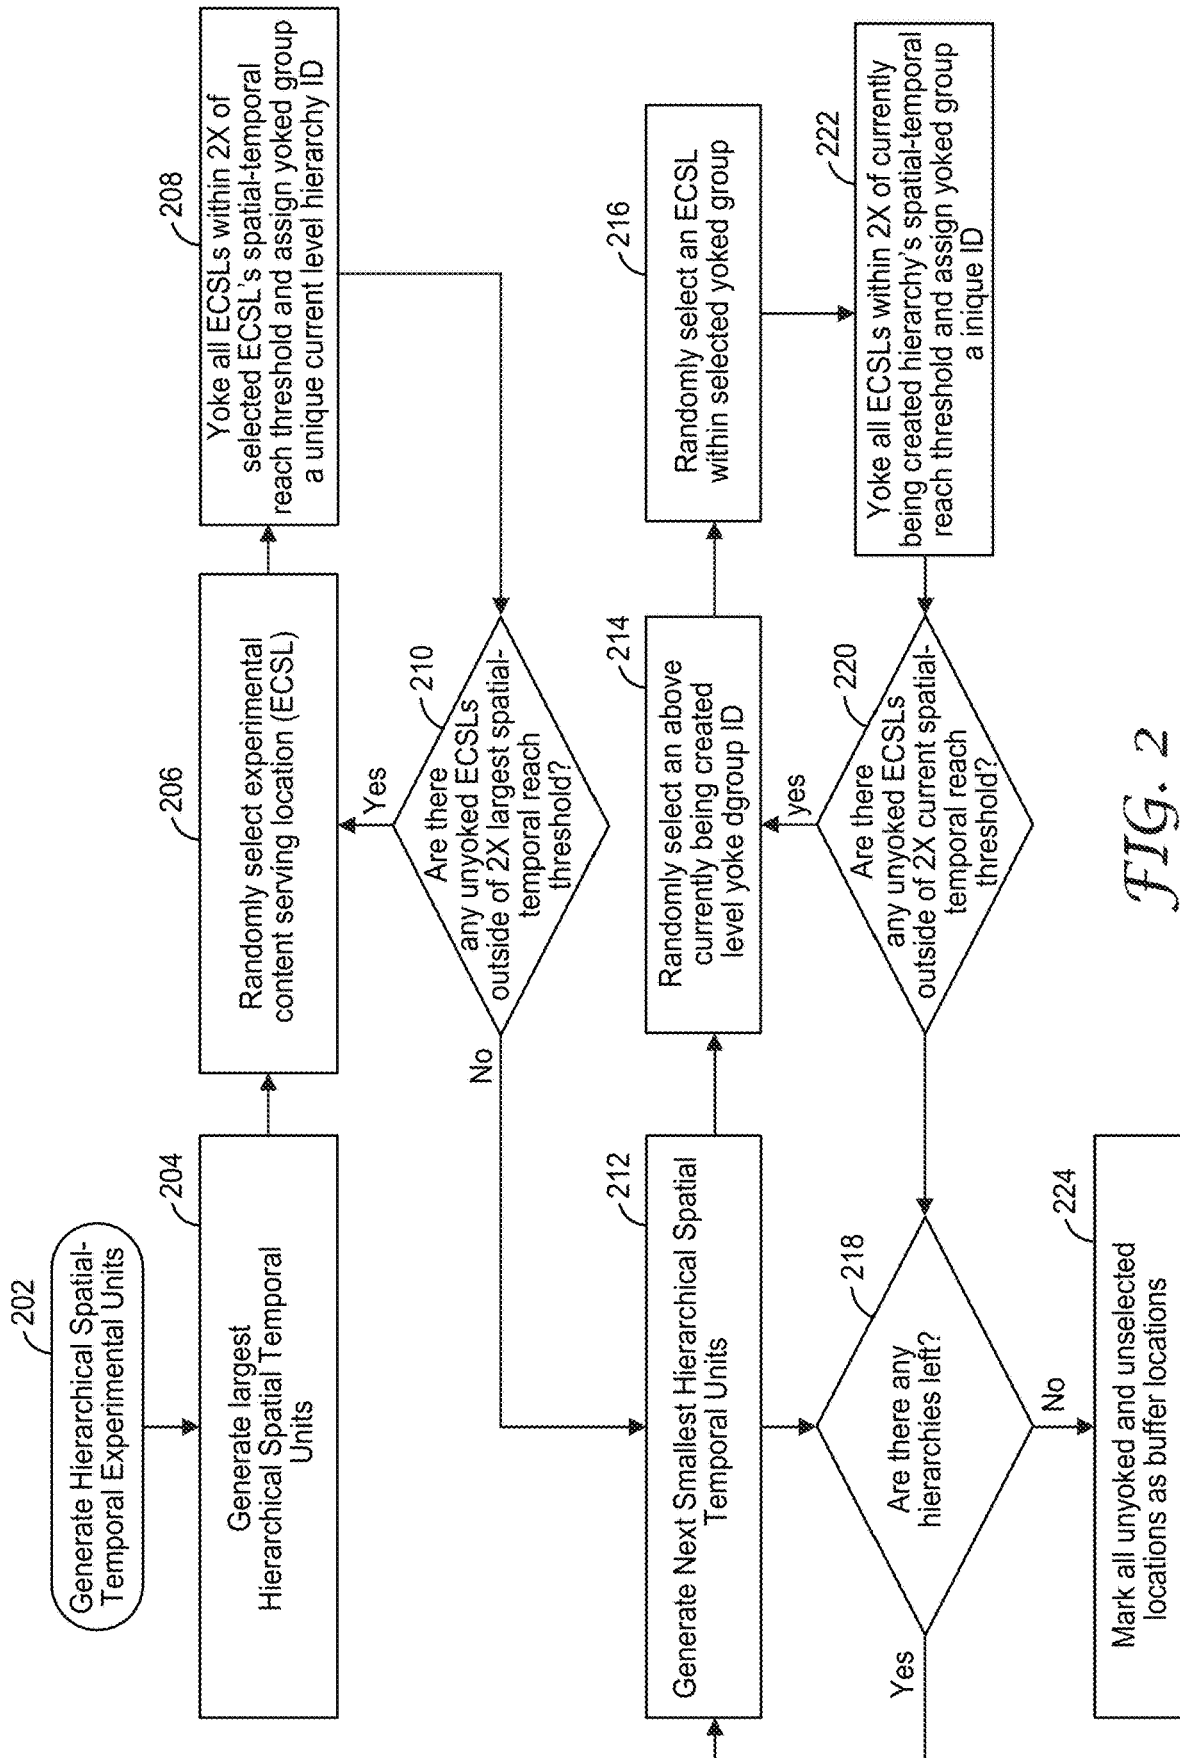 202
Generate Hierarchical Spatial-
Temporal Experimental Units
204
Generate largest
Hierarchical Spatial Temporal
Units
206
Randomly select experimental
content serving location (ECSL)
208
Yoke all ECSLs within 2X of
selected ECSL's spatial-temporal
reach threshold and assign yoked group
a unique current level hierarchy ID
Yes
210
Are there
any unyoked ECSLs
outside of 2X largest spatial-
temporal reach
threshold?
No
212
Generate Next Smallest Hierarchical Spatial
Temporal Units
214
Randomly select an above
currently being created
level yoke dgroup ID
216
Randomly select an ECSL
within selected yoked group
yes
218
Are there any
hierarchies left?
220
Are there
any unyoked ECSLs
outside of 2X current spatial-
temporal reach
threshold?
222
Yoke all ECSLs within 2X of currently
being created hierarchy's spatial-temporal
reach threshold and assign yoked group
a inique ID
Yes
No
224
Mark all unyoked and unselected
locations as buffer locations
FIG. 2